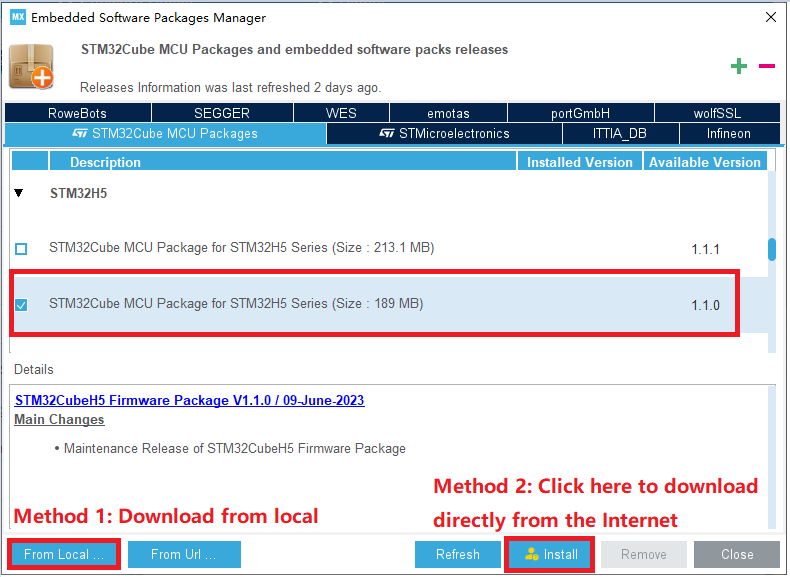 MX Embedded Software Packages Manager
STM32Cube MCU Packages and embedded software packs releases
Releases Information was last refreshed 2 days ago.
RoweBots SEGGER WES emotas portGmbH wolfSSL
STM32Cube MCU Packages STMicroelectronics ITTIA_DB Infineon
Description Installed Version Available Version
STM32H5
STM32Cube MCU Package for STM32H5 Series (Size : 213.1 MB) 1.1.1
STM32Cube MCU Package for STM32H5 Series (Size : 189 MB) 1.1.0
Details
STM32CubeH5 Firmware Package V1.1.0 / 09-June-2023
Main Changes
• Maintenance Release of STM32CubeH5 Firmware Package
Method 1: Download from local
Method 2: Click here to download
directly from the Internet
From Local ... From Url ... Refresh Install Remove Close